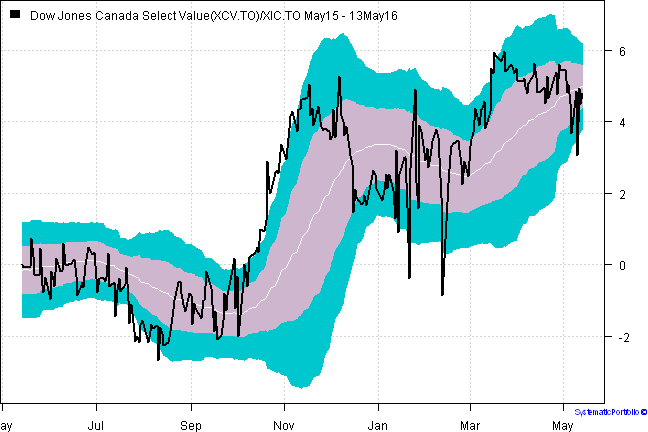 Dow Jones Canada Select Value(XCV.TO)/XIC.TO May15 - 13May16
6
4
2
0
-2
ay Jul Sep Nov Jan Mar May
SystematicPortfolio ©